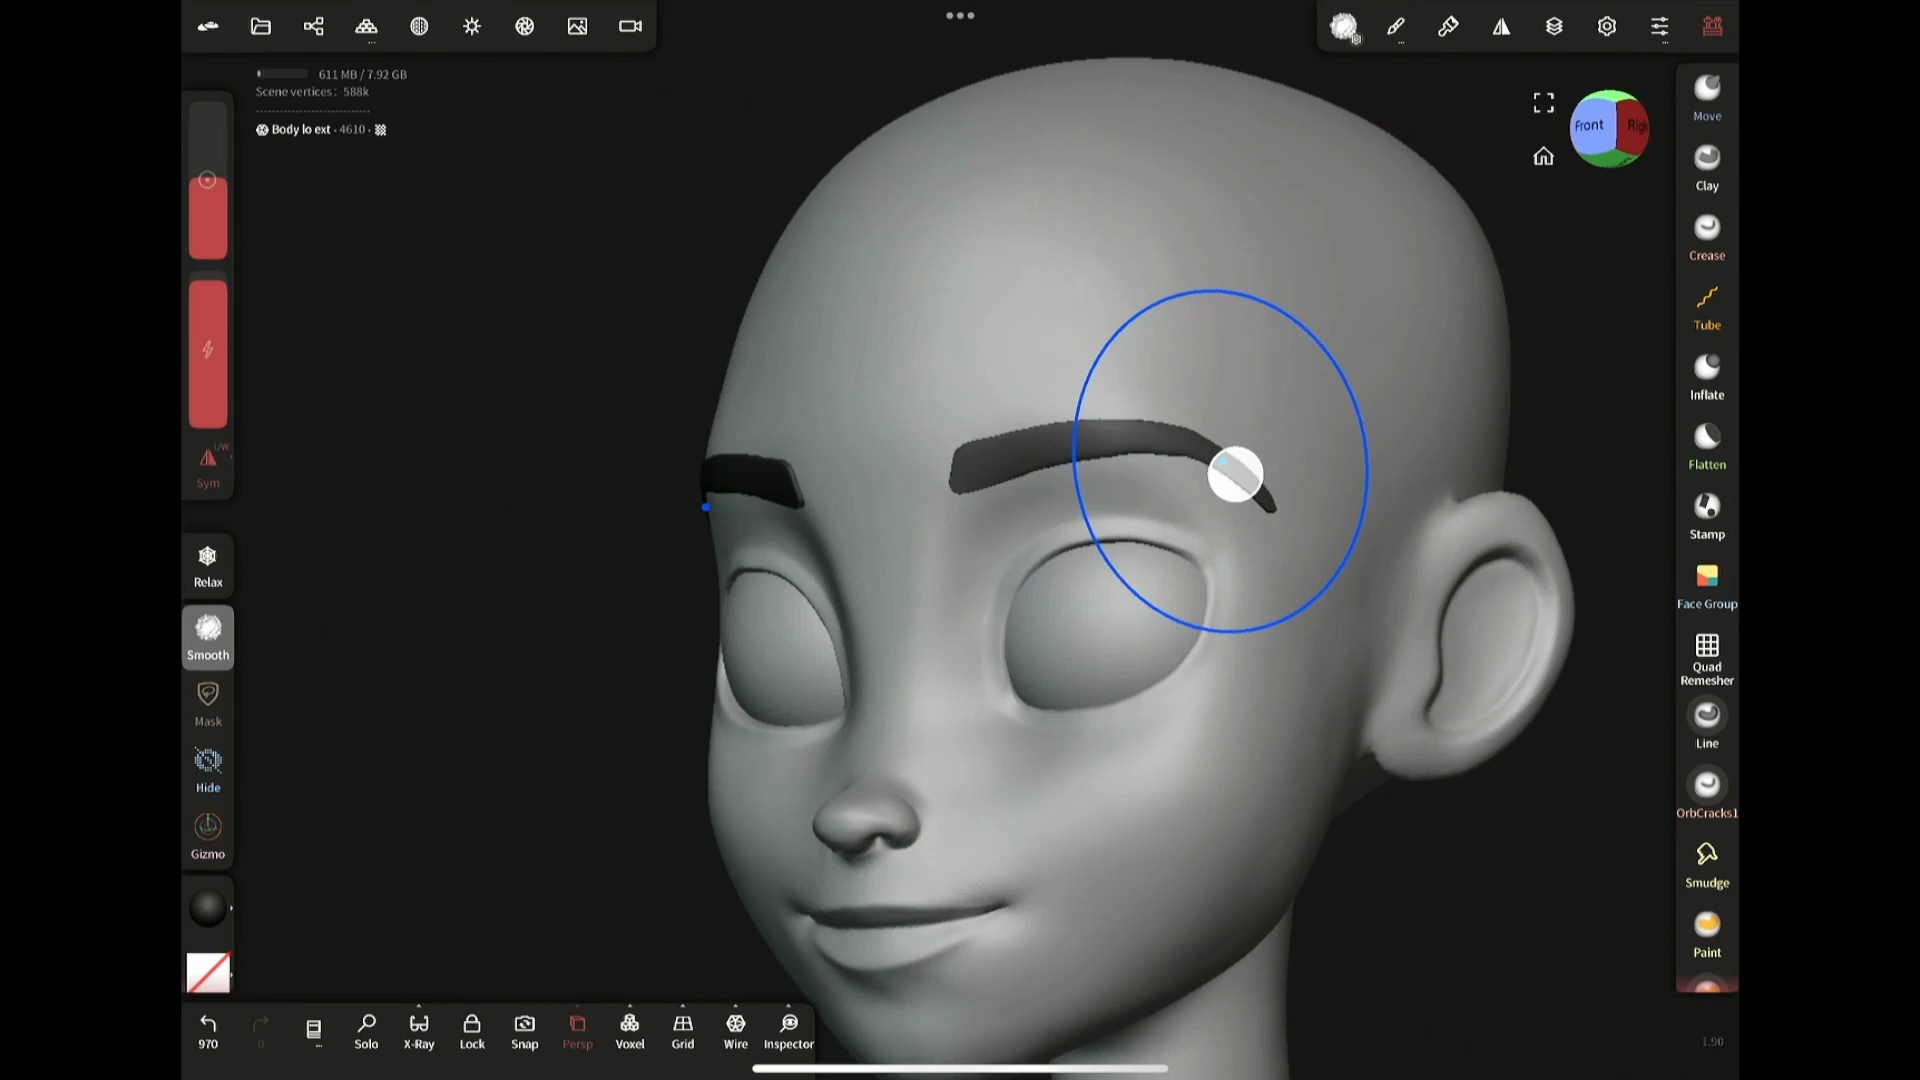 611 MB / 7.92 GB
Scene vertices: 588k
Body lo ext · 4610 ·
Front
Righ
L/W
Sym
Relax
Smooth
Mask
Hide
Gizmo
Move
Clay
Crease
Tube
Inflate
Flatten
Stamp
Face Group
Quad
Remesher
Line
OrbCracks1
Smudge
Paint
970
0
Solo
X-Ray
Lock
Snap
Persp
Voxel
Grid
Wire
Inspector
1.90